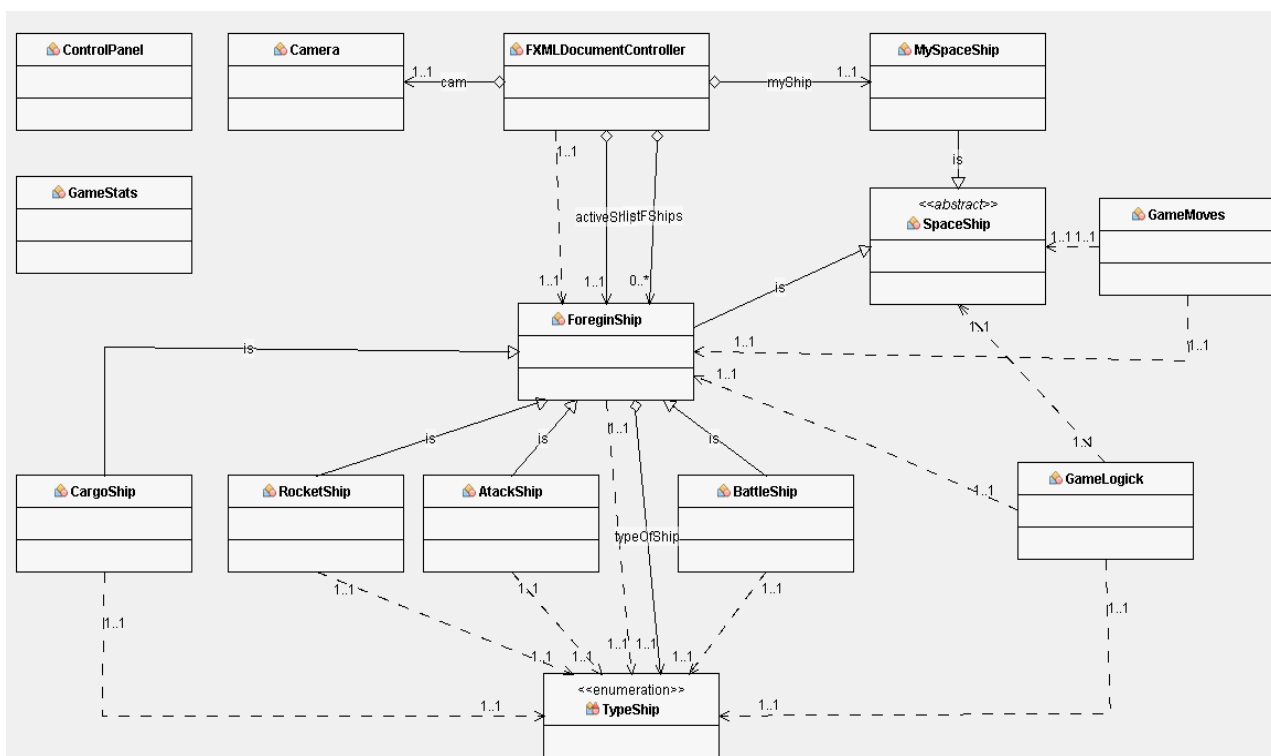 ControlPanel
Camera
FXMLDocumentController
MySpaceShip
1..1
cam
myShip
1..1
1..1
is
GameStats
<<abstract>>
SpaceShip
GameMoves
listFShips
1..1
1..1
1..1
1..1
0..*
is
ForeginShip
1..1
1..1
1..1
is
1..1
1..1
is
is
is
1..1
CargoShip
RocketShip
AtackShip
BattleShip
GameLogick
1..1
typeOfShip
1..1
1..1
1..1
1..1
1..1
1..1
1..1
1..1
1..1
1..1
1..1
1..1
<<enumeration>>
TypeShip